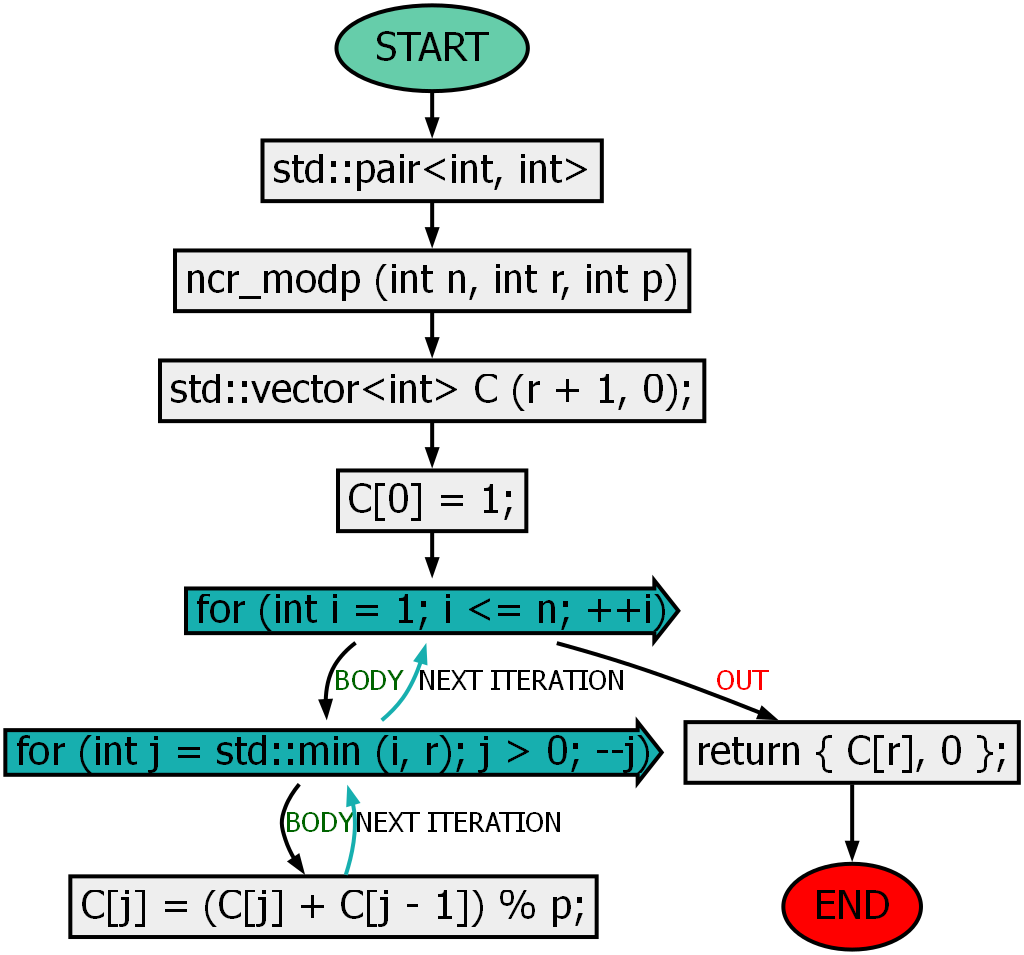 START
std::pair<int, int>
ncr_modp (int n, int r, int p)
std::vector<int> C (r + 1, 0);
C[0] = 1;
for (int i = 1; i <= n; ++i)
BODY
NEXT ITERATION
OUT
for (int j = std::min (i, r); j > 0; --j)
return { C[r], 0 };
BODY
NEXT ITERATION
C[j] = (C[j] + C[j - 1]) % p;
END